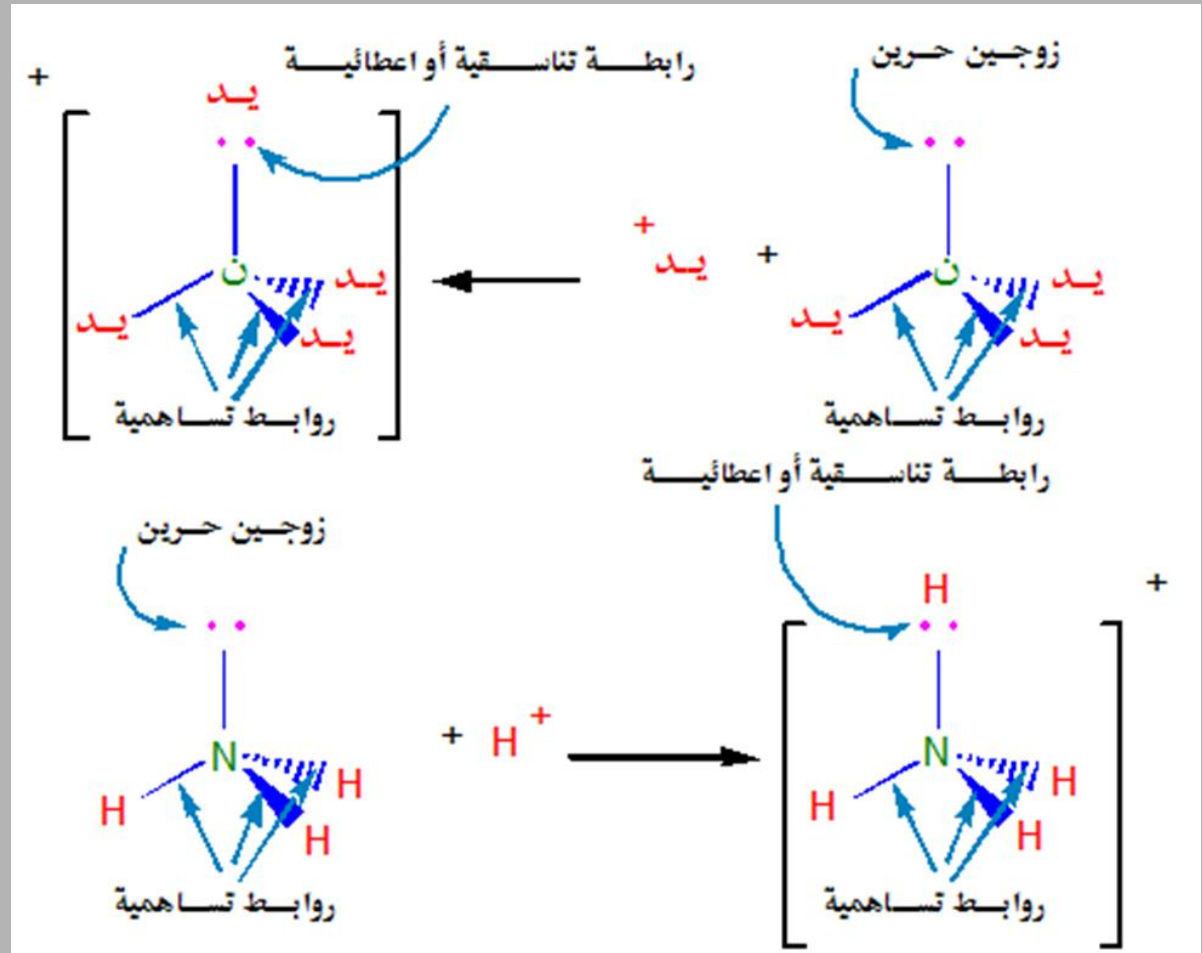 زوجين حرين
رابطة تناسقية أو اعطائية
+
يد
ن
يد
يد
يد
+
يد
+
ن
يد
يد
يد
روابط تساهمية
روابط تساهمية
رابطة تناسقية أو اعطائية
زوجين حرين
H
+
N
H
H
H
+ H +
N
H
H
H
روابط تساهمية
روابط تساهمية